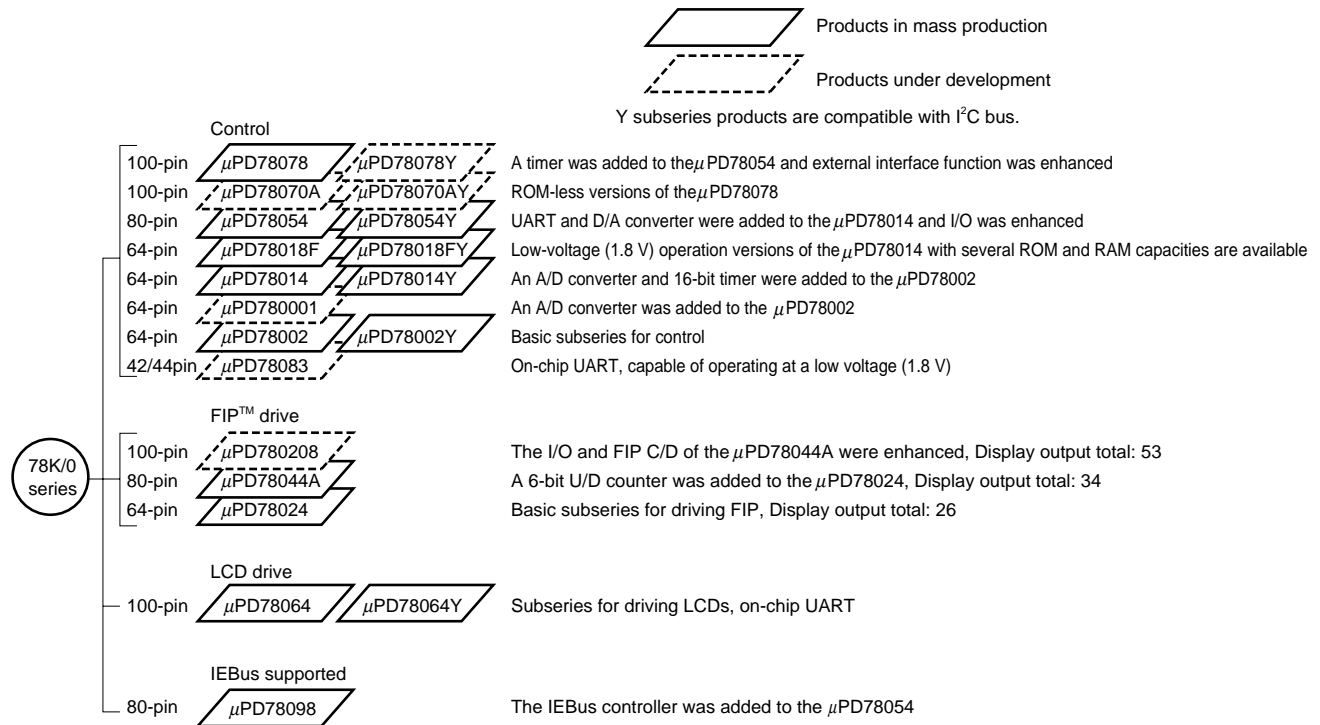 Products in mass production
Products under development
Y subseries products are compatible with I²C bus.
Control
100-pin μPD78078 μPD78078Y A timer was added to theμPD78054 and external interface function was enhanced
100-pin μPD78070A μPD78070AY ROM-less versions of theμPD78078
80-pin μPD78054 μPD78054Y UART and D/A converter were added to the μPD78014 and I/O was enhanced
64-pin μPD78018F μPD78018FY Low-voltage (1.8 V) operation versions of the μPD78014 with several ROM and RAM capacities are available
64-pin μPD78014 μPD78014Y An A/D converter and 16-bit timer were added to the μPD78002
64-pin μPD780001 An A/D converter was added to the μPD78002
64-pin μPD78002 μPD78002Y Basic subseries for control
42/44pin μPD78083 On-chip UART, capable of operating at a low voltage (1.8 V)
FIP™ drive
100-pin μPD780208 The I/O and FIP C/D of the μPD78044A were enhanced, Display output total: 53
78K/0 series
80-pin μPD78044A A 6-bit U/D counter was added to the μPD78024, Display output total: 34
64-pin μPD78024 Basic subseries for driving FIP, Display output total: 26
LCD drive
100-pin μPD78064 μPD78064Y Subseries for driving LCDs, on-chip UART
IEBus supported
80-pin μPD78098 The IEBus controller was added to the μPD78054